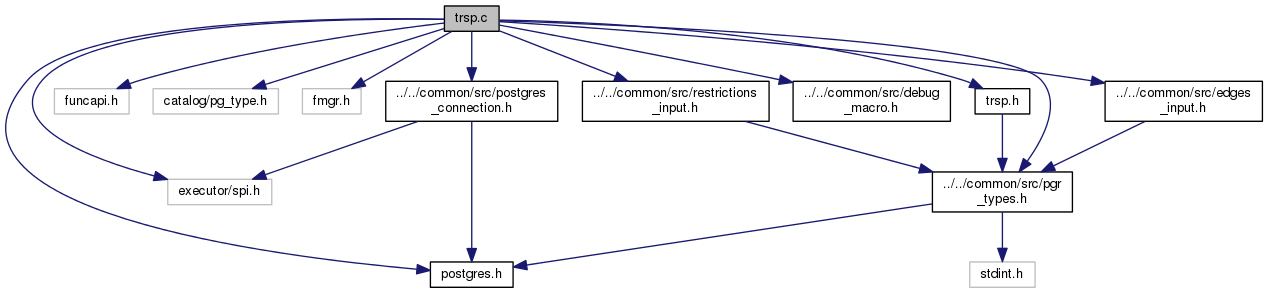 trsp.c
funcapi.h
catalog/pg_type.h
fmgr.h
../../common/src/postgres
_connection.h
../../common/src/restrictions
_input.h
../../common/src/debug
_macro.h
trsp.h
../../common/src/edges
_input.h
executor/spi.h
../../common/src/pgr
_types.h
postgres.h
stdint.h